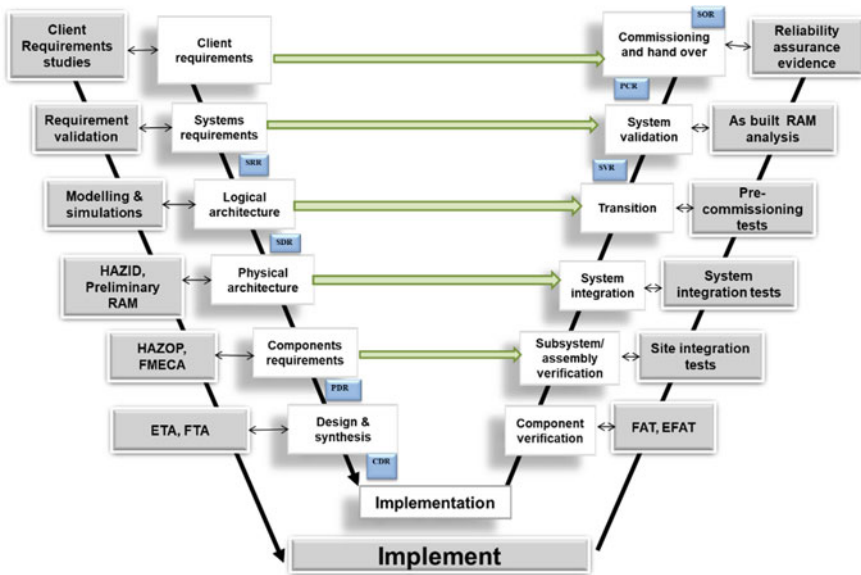 SOR
Client
Requirements
studies
Client
requirements
Commissioning
and hand over
Reliability
assurance
evidence
PCR
Requirement
validation
Systems
requirements
System
validation
As built RAM
analysis
SRR
SVR
Modelling &
simulations
Logical
architecture
Transition
Pre-
commissioning
tests
SDR
HAZID,
Preliminary
RAM
Physical
architecture
System
integration
System
integration tests
HAZOP,
FMECA
Components
requirements
Subsystem/
assembly
verification
Site integration
tests
PDR
ETA, FTA
Design &
synthesis
Component
verification
FAT, EFAT
CDR
Implementation
Implement